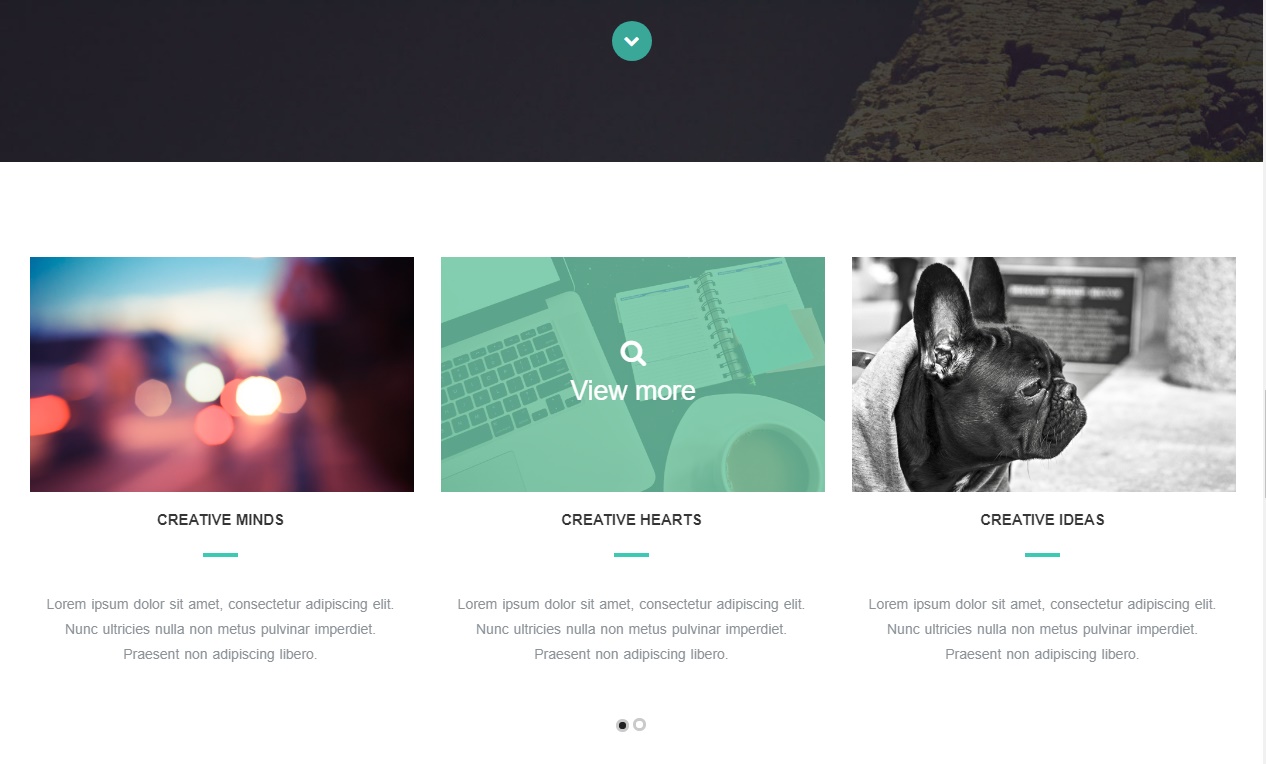 View more
CREATIVE MINDS
CREATIVE HEARTS
CREATIVE IDEAS
Lorem ipsum dolor sit amet, consectetur adipiscing elit.
Nunc ultricies nulla non metus pulvinar imperdiet.
Praesent non adipiscing libero.
Lorem ipsum dolor sit amet, consectetur adipiscing elit.
Nunc ultricies nulla non metus pulvinar imperdiet.
Praesent non adipiscing libero.
Lorem ipsum dolor sit amet, consectetur adipiscing elit.
Nunc ultricies nulla non metus pulvinar imperdiet.
Praesent non adipiscing libero.